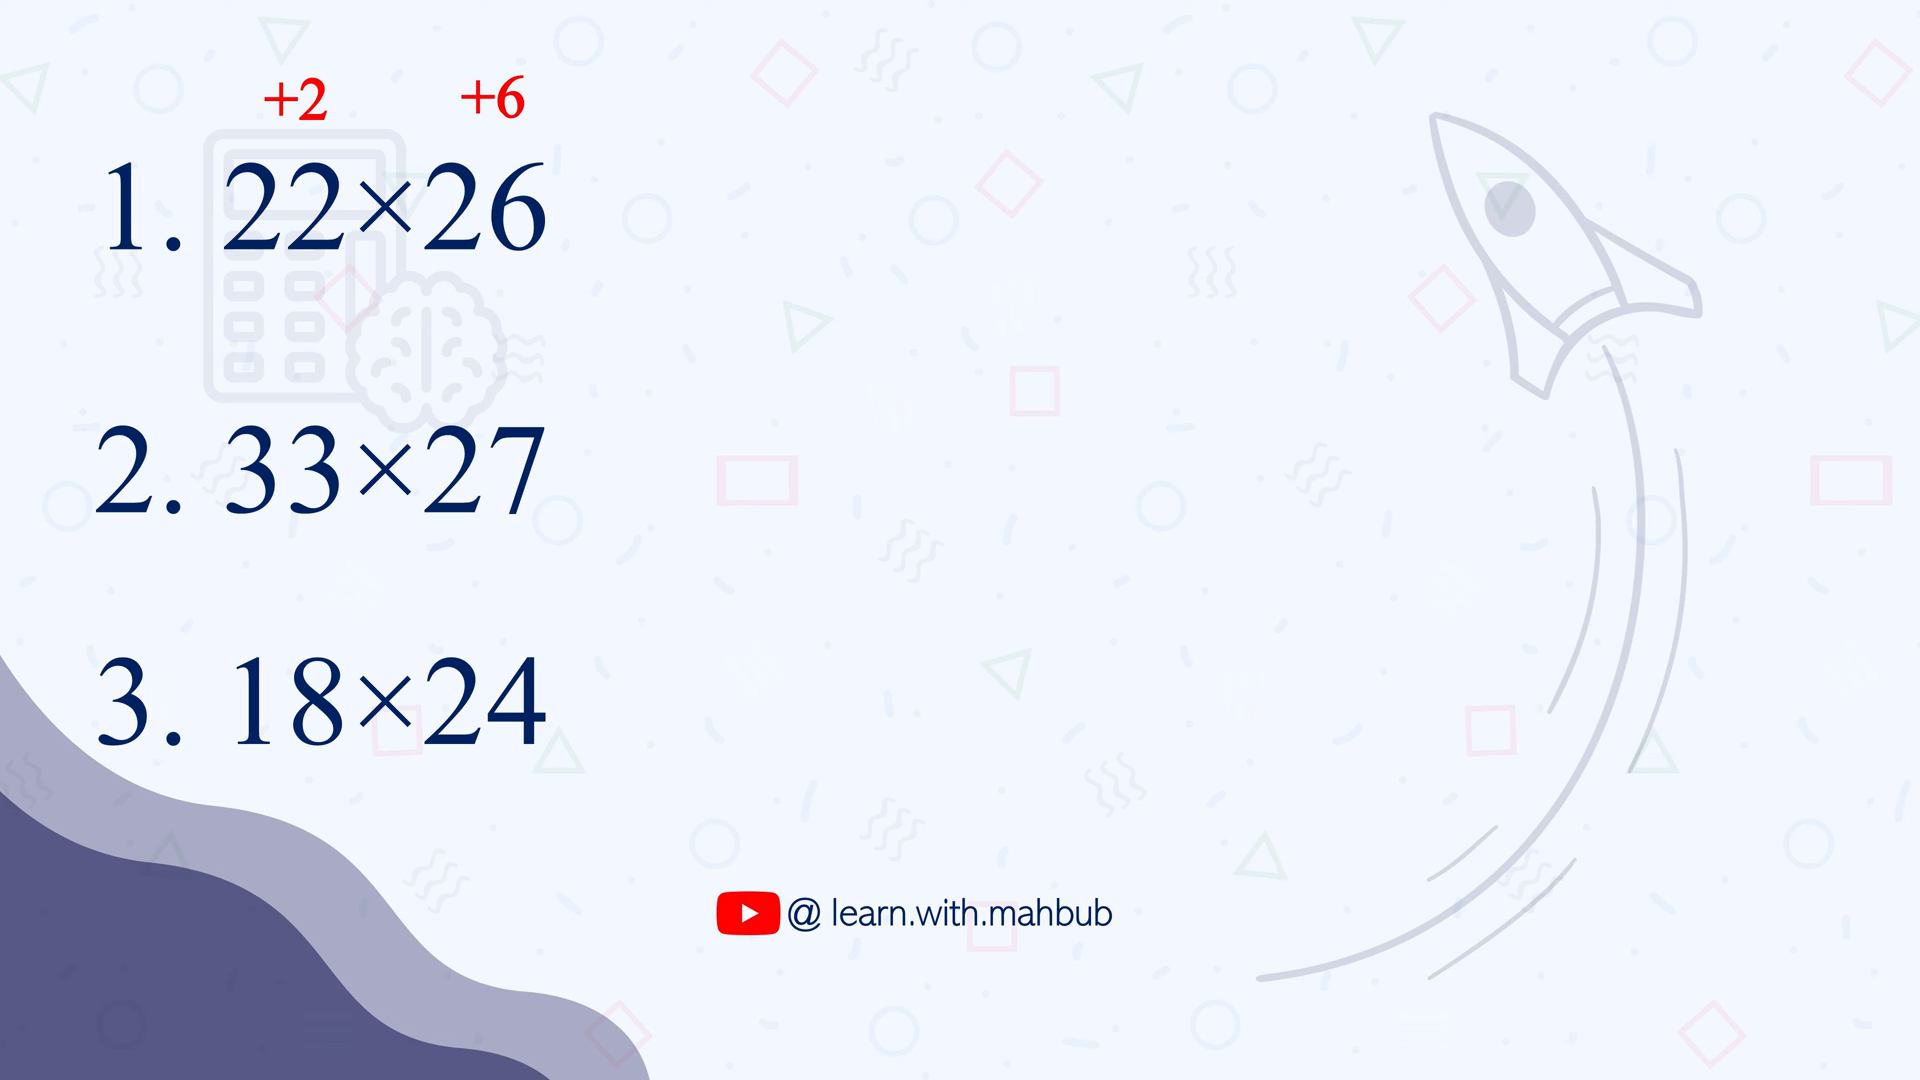 +2 +6
1. 22×26
2. 33×27
3. 18×24
@ learn.with.mahbub